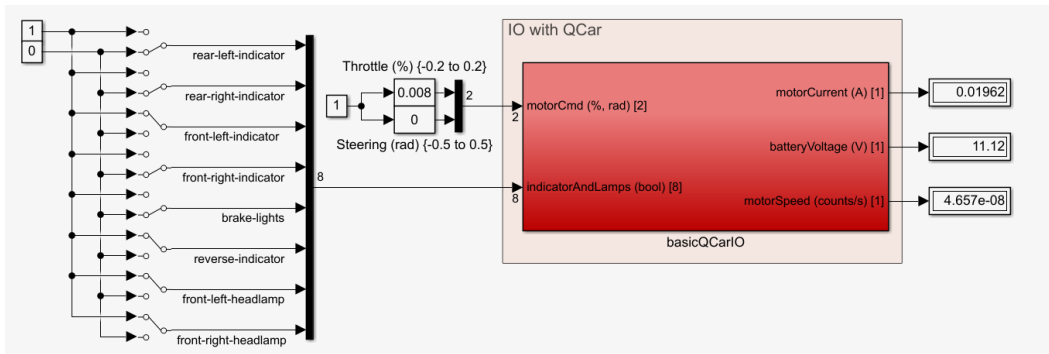 1
0
rear-left-indicator
rear-right-indicator
front-left-indicator
front-right-indicator
brake-lights
reverse-indicator
front-left-headlamp
front-right-headlamp
8
Throttle (%) {-0.2 to 0.2}
1
0.008
0
2
Steering (rad) {-0.5 to 0.5}
IO with QCar
2
motorCmd (%, rad) [2]
8
indicatorAndLamps (bool) [8]
motorCurrent (A) [1]
batteryVoltage (V) [1]
motorSpeed (counts/s) [1]
basicQCarIO
0.01962
11.12
4.657e-08